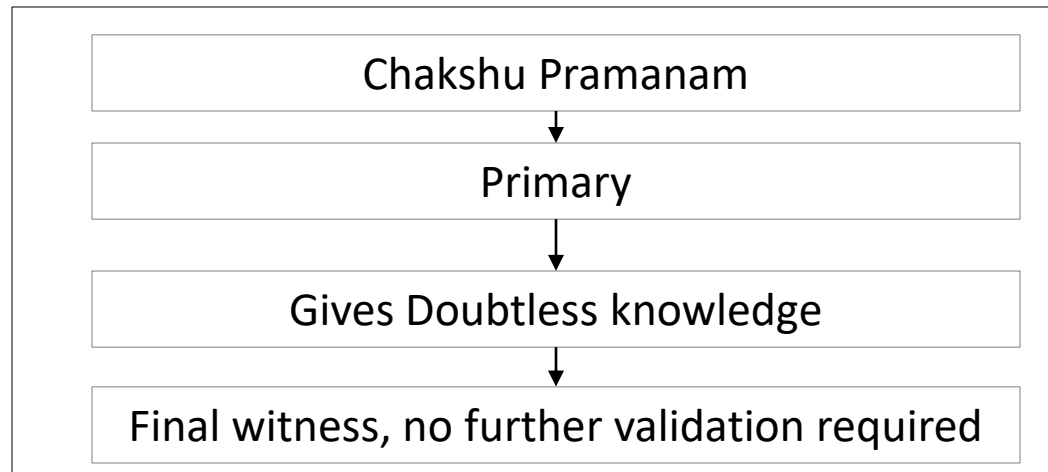 Chakshu Pramanam
Primary
Gives Doubtless knowledge
Final witness, no further validation required